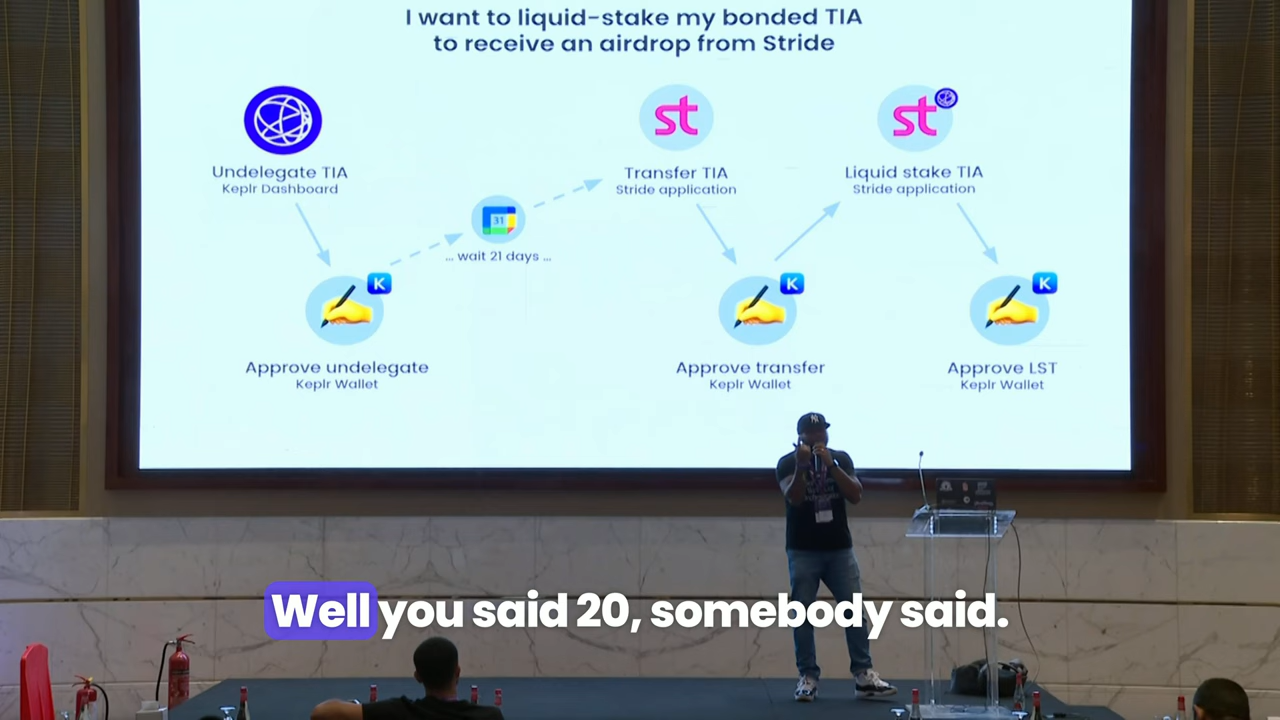 I want to liquid-stake my bonded TIA
to receive an airdrop from Stride
st
st
Undelegate TIA
Keplr Dashboard
Transfer TIA
Stride application
Liquid stake TIA
Stride application
31
... wait 21 days ...
K
K
K
Approve undelegate
Keplr Wallet
Approve transfer
Keplr Wallet
Approve LST
Keplr Wallet
Well you said 20, somebody said.